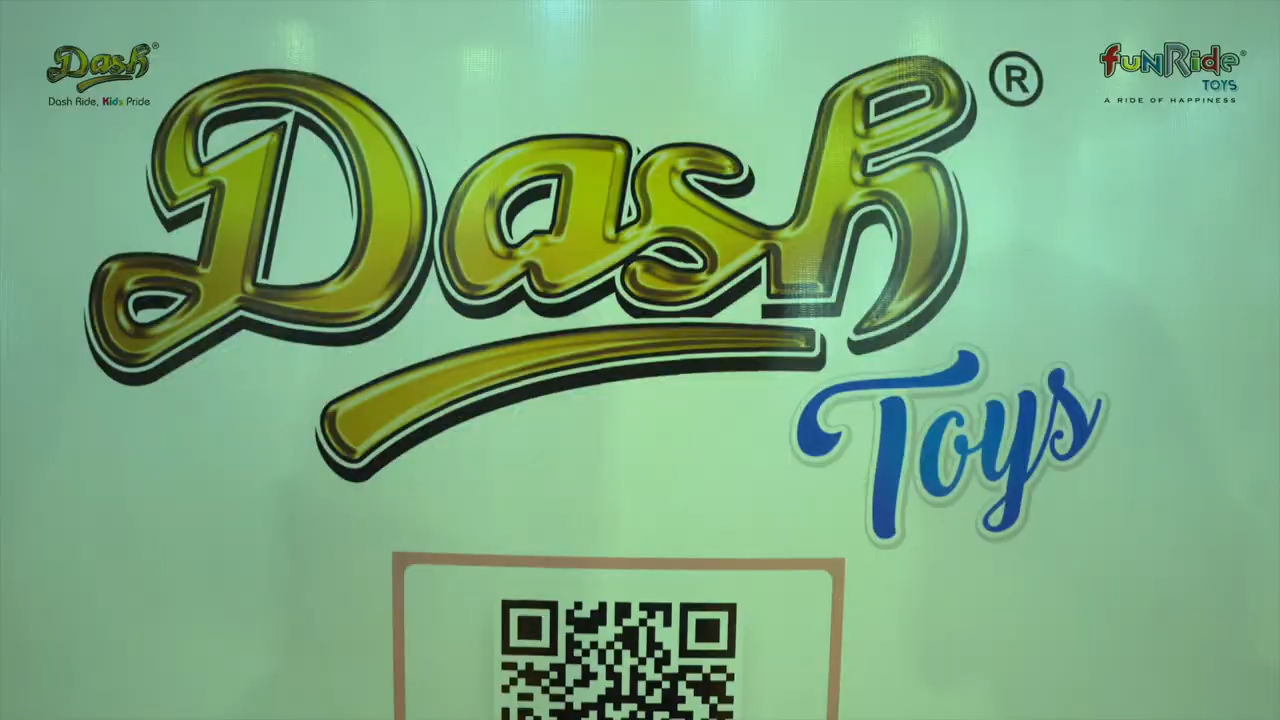 Dash®
Dash Ride, Kids Pride
funRide®
TOYS
A RIDE OF HAPPINESS
Dash®
Toys